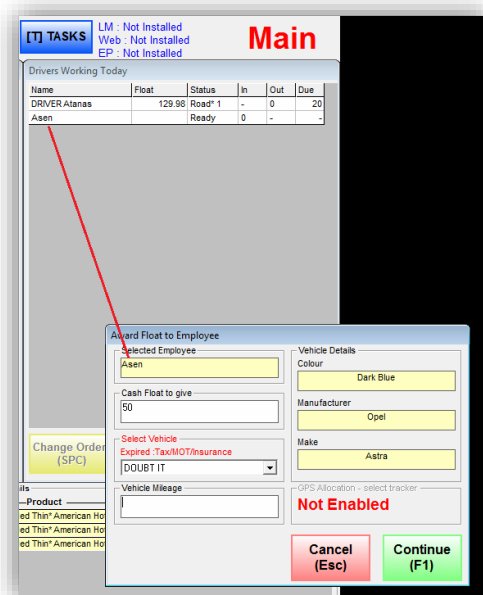 [T] TASKS
LM : Not Installed
Web : Not Installed
EP : Not Installed
Main
Drivers Working Today
Name Float Status In Out Due
DRIVER Atanas 129.98 Road* 1 - 0 20
Asen Ready 0 - -
Award Float to Employee
Selected Employee
Asen
Cash Float to give
50
Select Vehicle
Expired :Tax/MOT/Insurance
DOUBT IT
Vehicle Mileage
Vehicle Details
Colour
Dark Blue
Manufacturer
Opel
Make
Astra
GPS Allocation - select tracker
Not Enabled
Cancel
(Esc)
Continue
(F1)
Change Order
(SPC)
ils
Product
ed Thin* American Ho
ed Thin* American Ho
ed Thin* American Ho